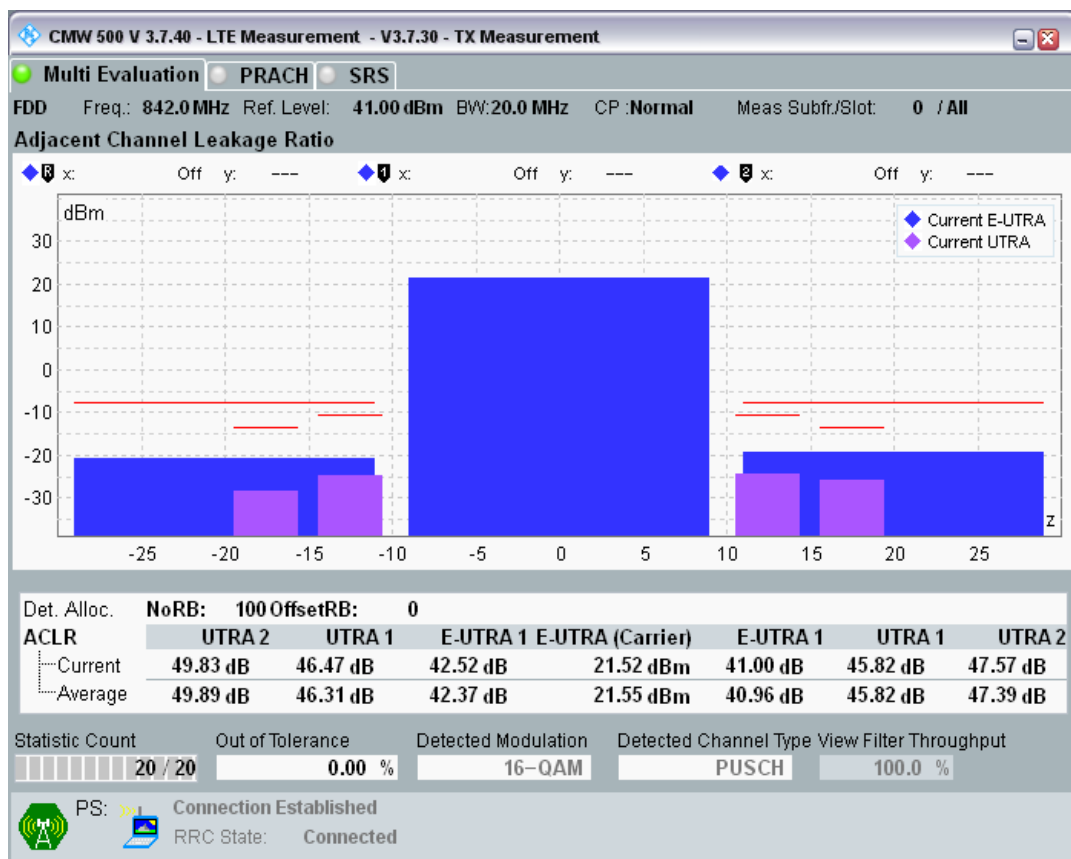 CMW 500 V 3.7.40 - LTE Measurement - V3.7.30 - TX Measurement
Multi Evaluation PRACH SRS
FDD Freq.: 842.0 MHz Ref. Level: 41.00 dBm BW:20.0 MHz CP :Normal Meas Subfr./Slot: 0 / All
Adjacent Channel Leakage Ratio
R x: Off y: --- 1 x: Off y: --- 2 x: Off y: ---
dBm
Current E-UTRA
Current UTRA
30
20
10
0
-10
-20
-30
z
-25 -20 -15 -10 -5 0 5 10 15 20 25
Det. Alloc. NoRB: 100 OffsetRB: 0
ACLR UTRA 2 UTRA 1 E-UTRA 1 E-UTRA (Carrier) E-UTRA 1 UTRA 1 UTRA 2
Current 49.83 dB 46.47 dB 42.52 dB 21.52 dBm 41.00 dB 45.82 dB 47.57 dB
Average 49.89 dB 46.31 dB 42.37 dB 21.55 dBm 40.96 dB 45.82 dB 47.39 dB
Statistic Count Out of Tolerance Detected Modulation Detected Channel Type View Filter Throughput
20 / 20 0.00 % 16-QAM PUSCH 100.0 %
PS: Connection Established
RRC State: Connected